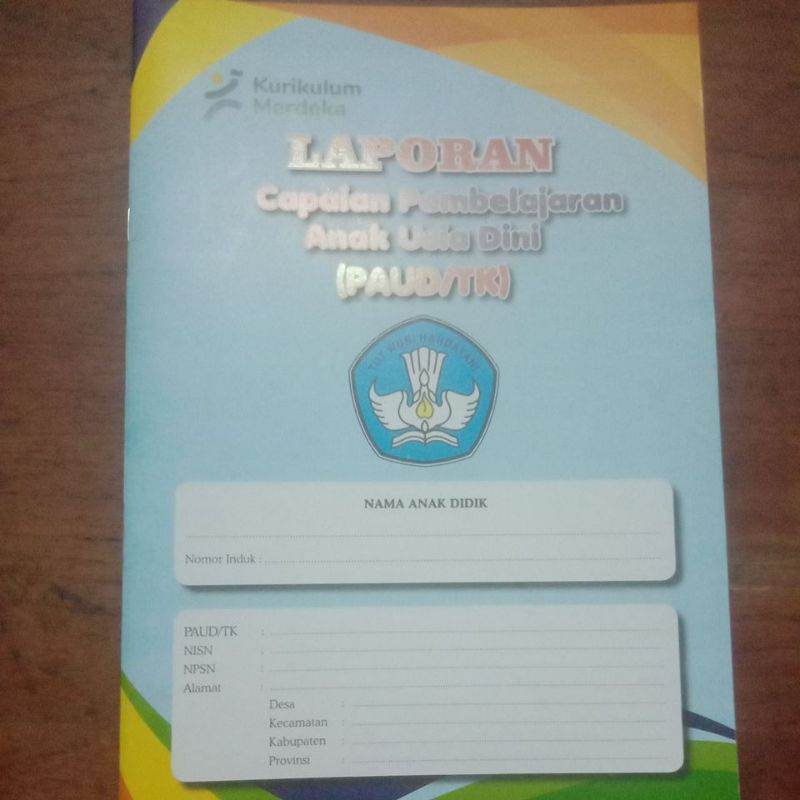 Kurikulum
Merdeka
LAPORAN
Capaian Pembelajaran
Anak Usia Dini
(PAUD/TK)
TUT WURI HANDAYANI
NAMA ANAK DIDIK
Nomor Induk :
PAUD/TK :
NISN :
NPSN :
Alamat :
Desa :
Kecamatan :
Kabupaten :
Provinsi :